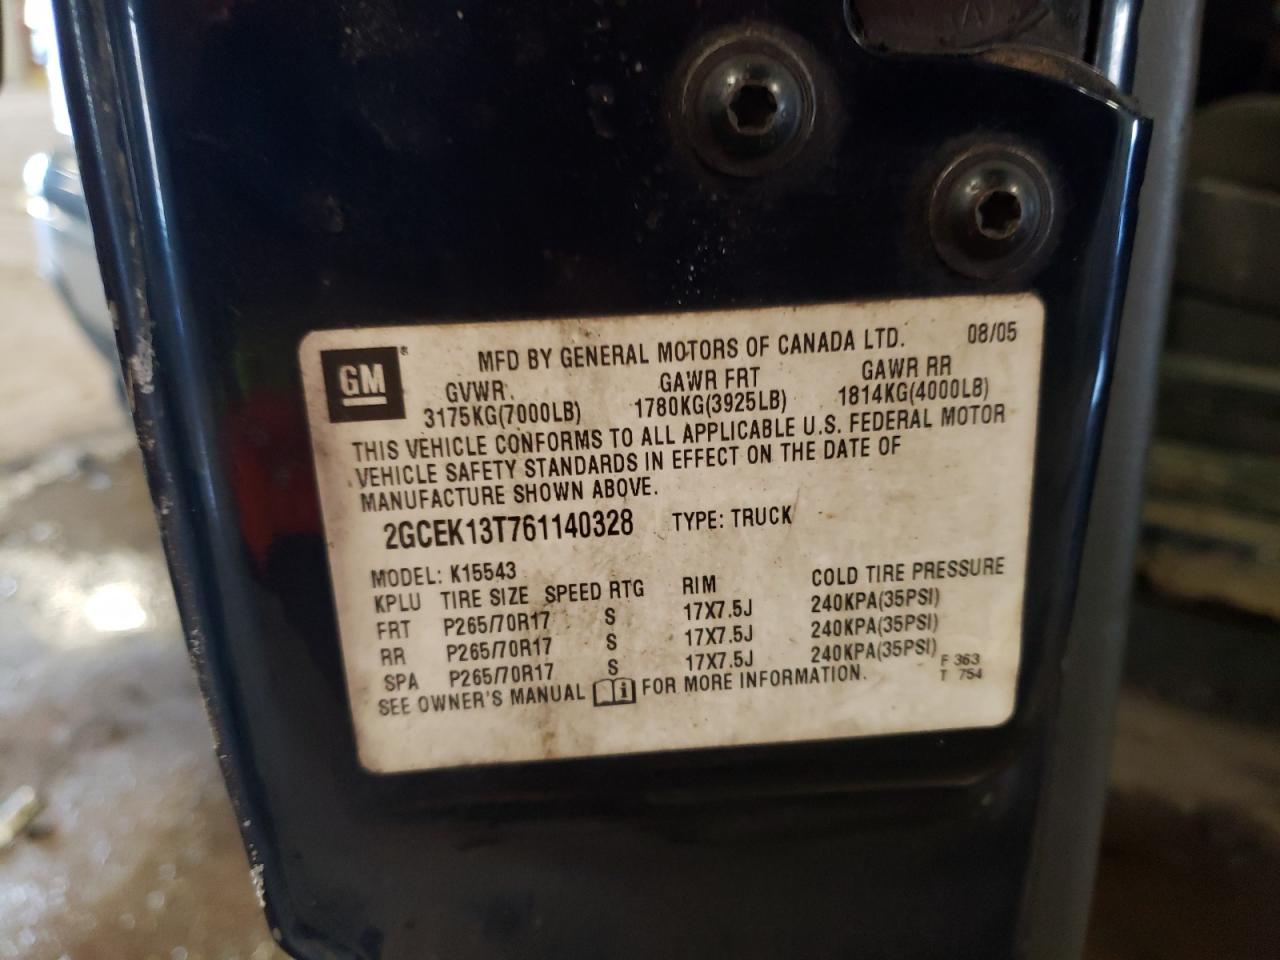 GM®
MFD BY GENERAL MOTORS OF CANADA LTD. 08/05
GVWR GAWR FRT GAWR RR
3175KG(7000LB) 1780KG(3925LB) 1814KG(4000LB)
THIS VEHICLE CONFORMS TO ALL APPLICABLE U.S. FEDERAL MOTOR
VEHICLE SAFETY STANDARDS IN EFFECT ON THE DATE OF
MANUFACTURE SHOWN ABOVE.
2GCEK13T761140328 TYPE: TRUCK
MODEL: K15543
KPLU TIRE SIZE SPEED RTG RIM COLD TIRE PRESSURE
FRT P265/70R17 S 17X7.5J 240KPA(35PSI)
RR P265/70R17 S 17X7.5J 240KPA(35PSI)
SPA P265/70R17 S 17X7.5J 240KPA(35PSI)
SEE OWNER'S MANUAL i FOR MORE INFORMATION.
F 363
T 754